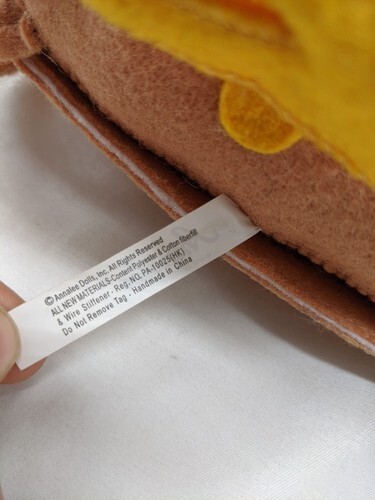 © Annalee Dolls, Inc. All Rights Reserved
ALL NEW MATERIALS-Content Polyester & Cotton fiberfill
& Wire Stiffener - Reg. NO. PA-10025(HK)
Do Not Remove Tag - Handmade in China